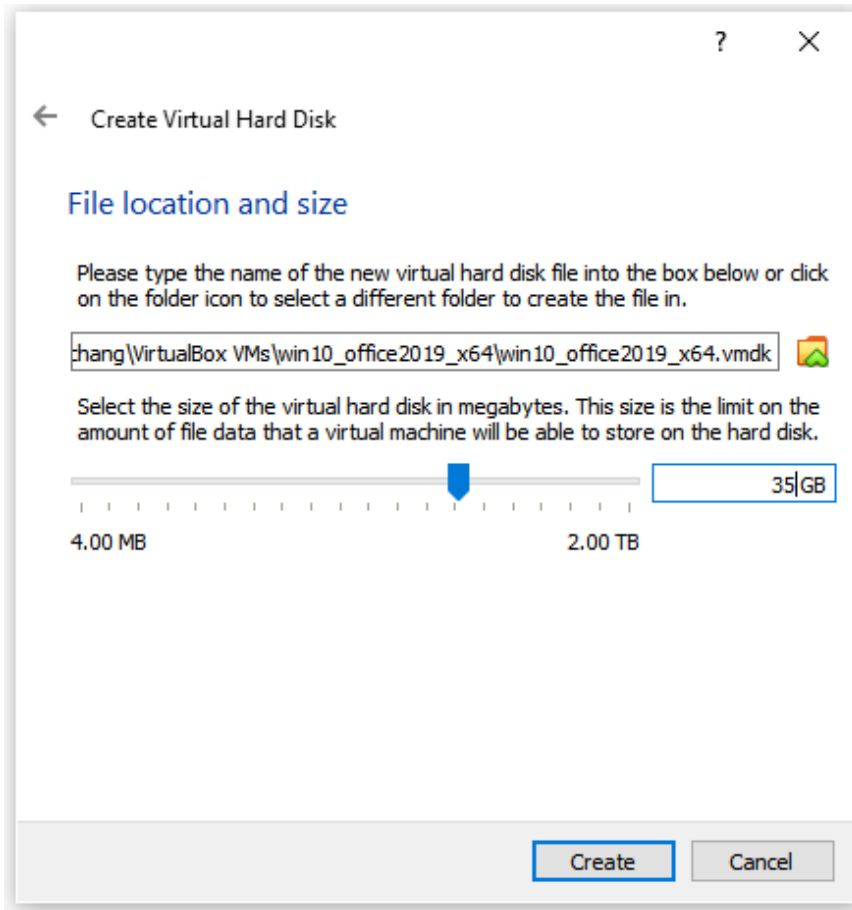 ?
Create Virtual Hard Disk
File location and size
Please type the name of the new virtual hard disk file into the box below or click
on the folder icon to select a different folder to create the file in.
hang\VirtualBox VMs\win10_office2019_x64\win10_office2019_x64.vmdk
Select the size of the virtual hard disk in megabytes. This size is the limit on the
amount of file data that a virtual machine will be able to store on the hard disk.
35 GB
4.00 MB 2.00 TB
Create Cancel